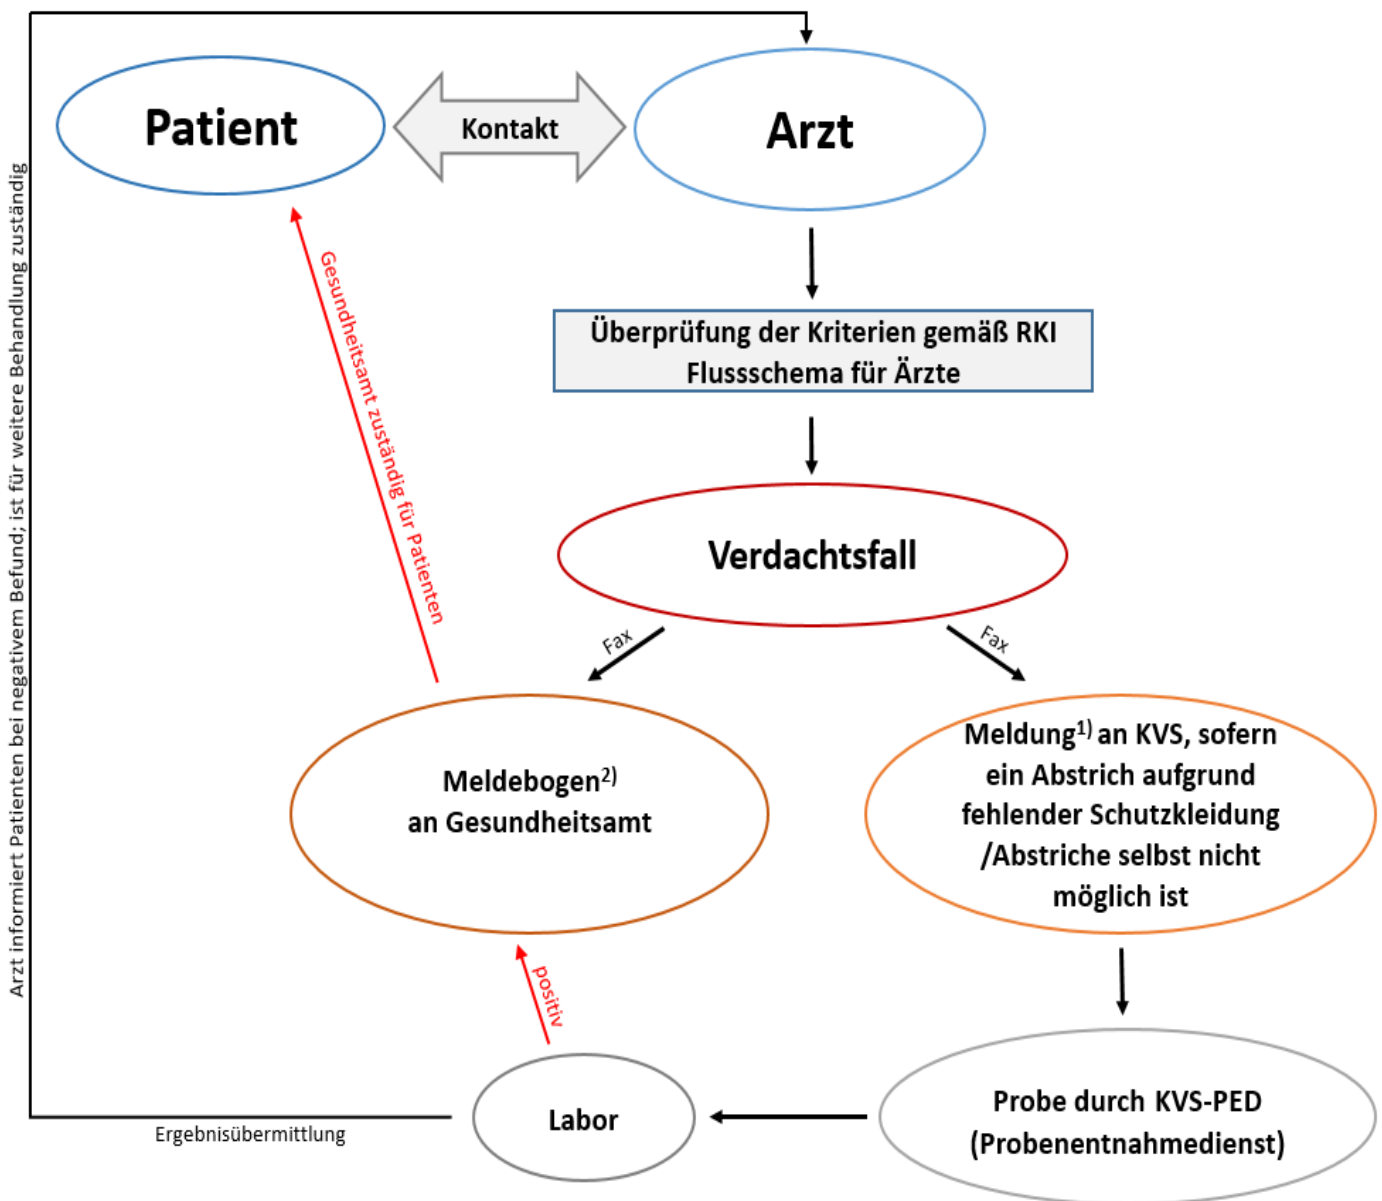 Patient
Kontakt
Arzt
Überprüfung der Kriterien gemäß RKI
Flussschema für Ärzte
Verdachtsfall
Fax
Fax
Gesundheitsamt zuständig für Patienten
Meldebogen²⁾
an Gesundheitsamt
Meldung¹⁾ an KVS, sofern
ein Abstrich aufgrund
fehlender Schutzkleidung
/Abstriche selbst nicht
möglich ist
positiv
Labor
Probe durch KVS-PED
(Probenentnahmedienst)
Ergebnisübermittlung
Arzt informiert Patienten bei negativem Befund; ist für weitere Behandlung zuständig